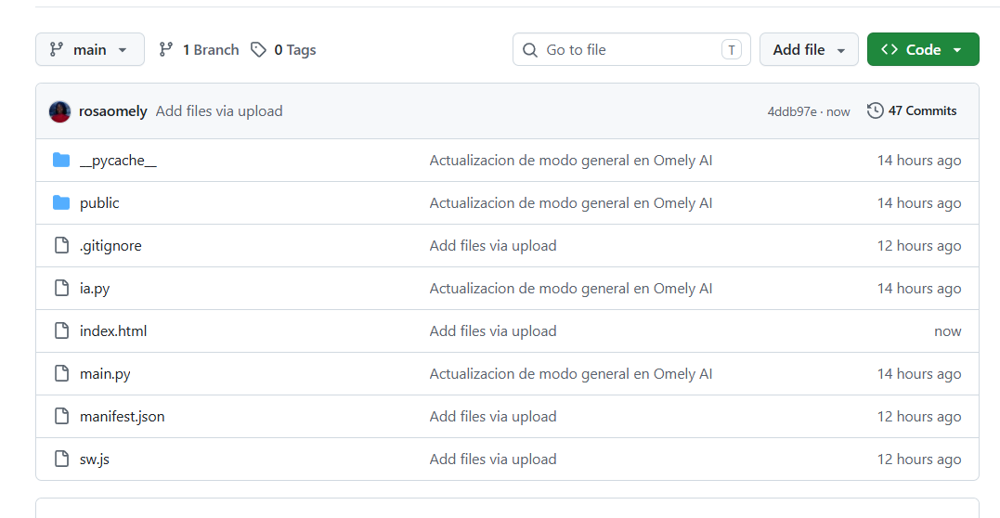 main 1 Branch 0 Tags Go to file T Add file Code
rosaomely Add files via upload 4ddb97e · now 47 Commits
__pycache__ Actualizacion de modo general en Omely AI 14 hours ago
public Actualizacion de modo general en Omely AI 14 hours ago
.gitignore Add files via upload 12 hours ago
ia.py Actualizacion de modo general en Omely AI 14 hours ago
index.html Add files via upload now
main.py Actualizacion de modo general en Omely AI 14 hours ago
manifest.json Add files via upload 12 hours ago
sw.js Add files via upload 12 hours ago